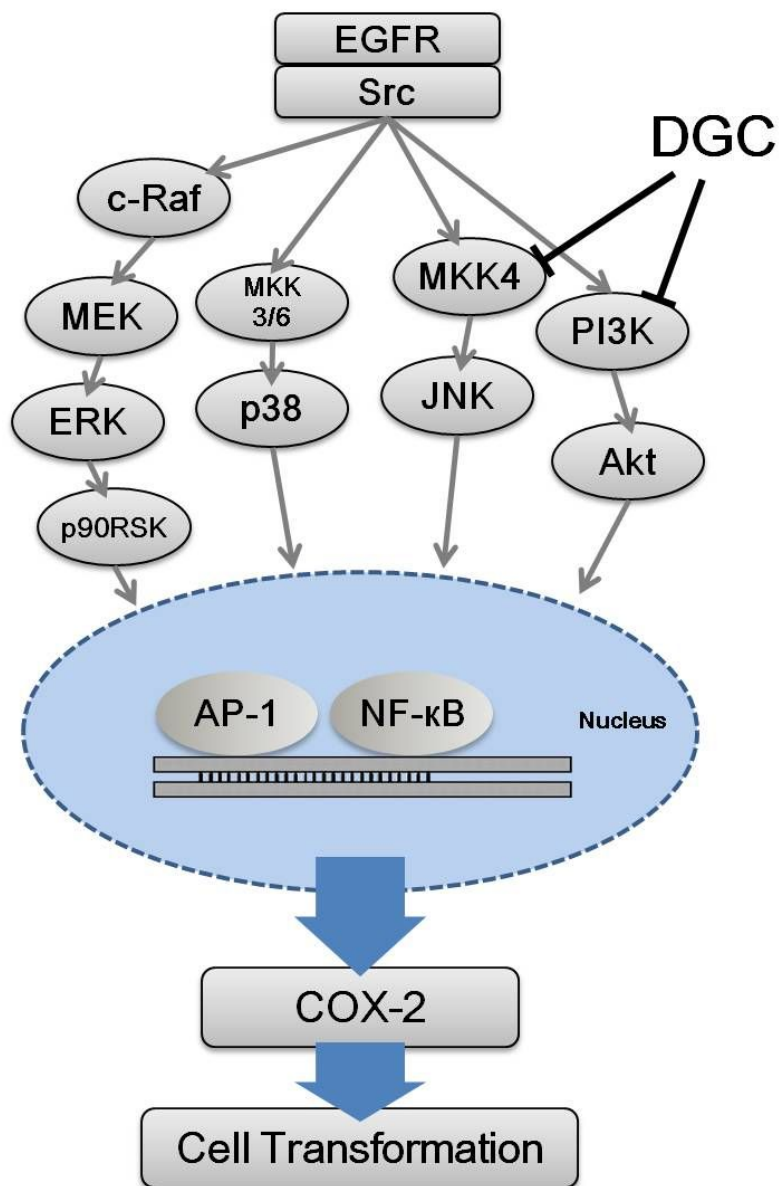 EGFR
Src
DGC
c-Raf
MEK
ERK
p90RSK
MKK
3/6
p38
MKK4
JNK
PI3K
Akt
AP-1
NF-κB
Nucleus
COX-2
Cell Transformation